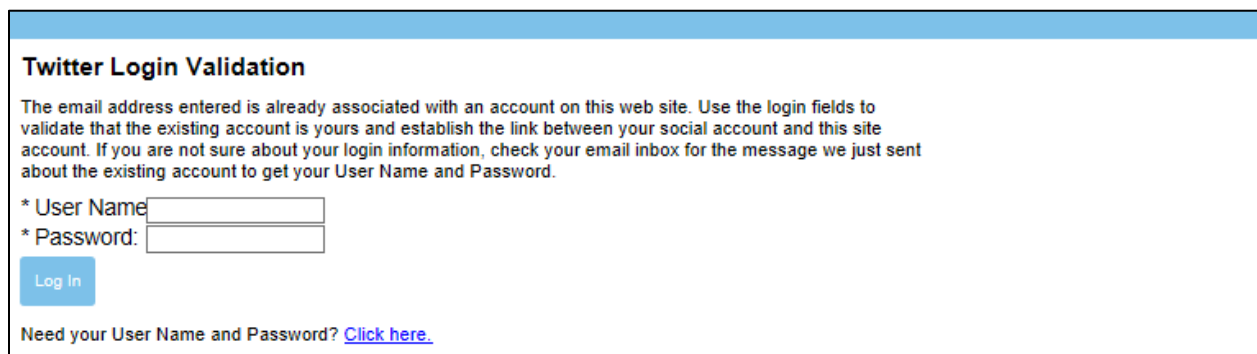 Twitter Login Validation
The email address entered is already associated with an account on this web site. Use the login fields to
validate that the existing account is yours and establish the link between your social account and this site
account. If you are not sure about your login information, check your email inbox for the message we just sent
about the existing account to get your User Name and Password.
* User Name
* Password:
Log In
Need your User Name and Password? Click here.